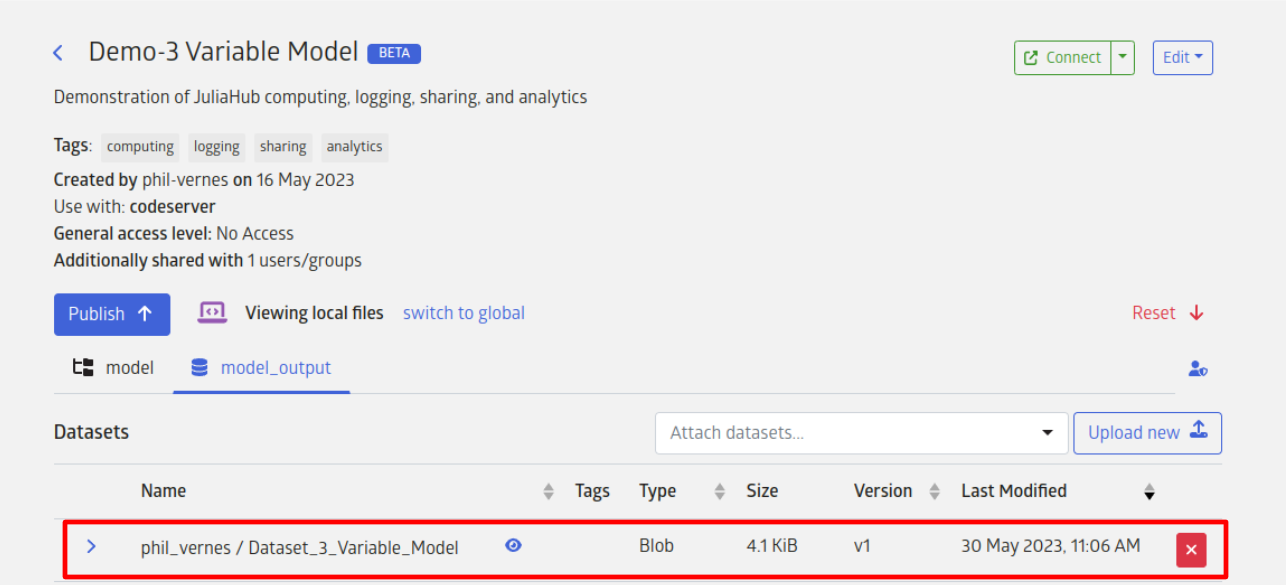 Demo-3 Variable Model BETA
Connect
Edit
Demonstration of JuliaHub computing, logging, sharing, and analytics
Tags: computing logging sharing analytics
Created by phil-vernes on 16 May 2023
Use with: codeserver
General access level: No Access
Additionally shared with 1 users/groups
Publish
Viewing local files switch to global
Reset
model model_output
Datasets
Attach datasets...
Upload new
Name Tags Type Size Version Last Modified
phil_vernes / Dataset_3_Variable_Model Blob 4.1 KiB v1 30 May 2023, 11:06 AM